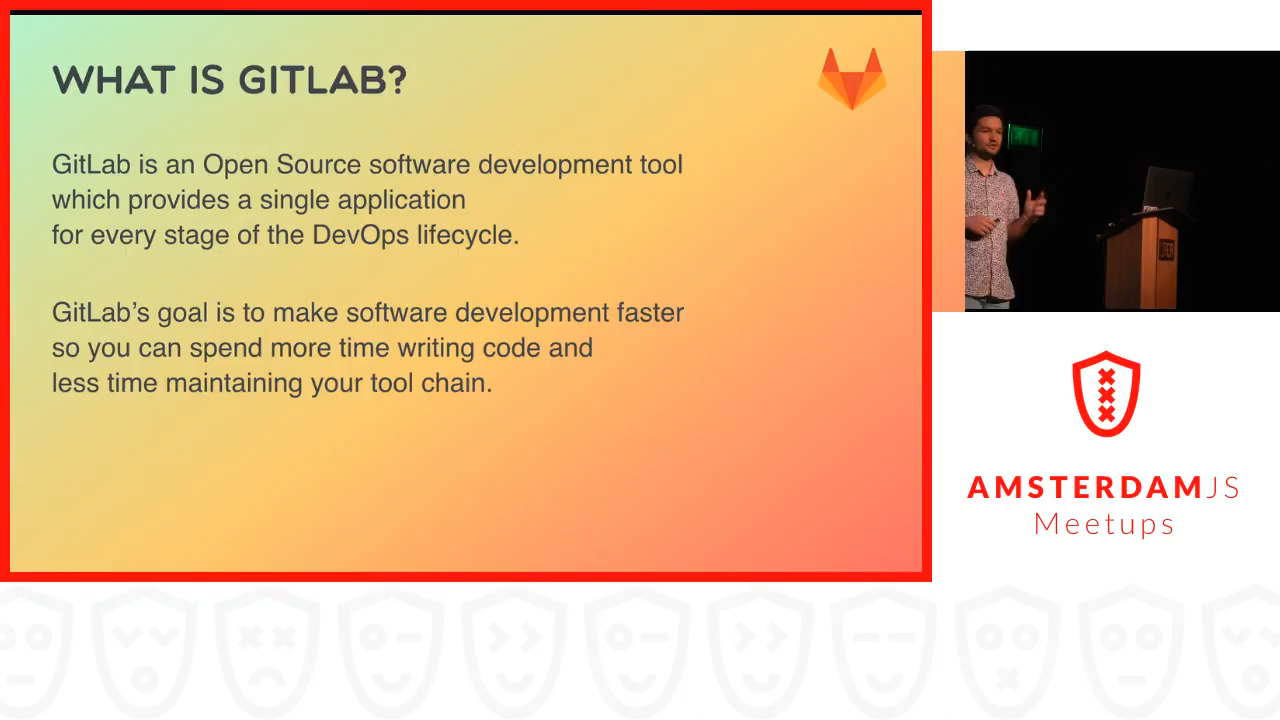 WHAT IS GITLAB?
GitLab is an Open Source software development tool
which provides a single application
for every stage of the DevOps lifecycle.
GitLab’s goal is to make software development faster
so you can spend more time writing code and
less time maintaining your tool chain.
AMSTERDAMJS
Meetups